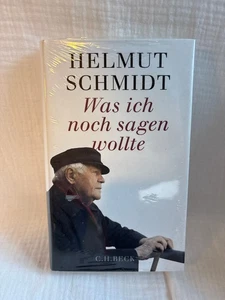 HELMUT
SCHMIDT
Was ich
noch sagen
wollte
C.H.BECK